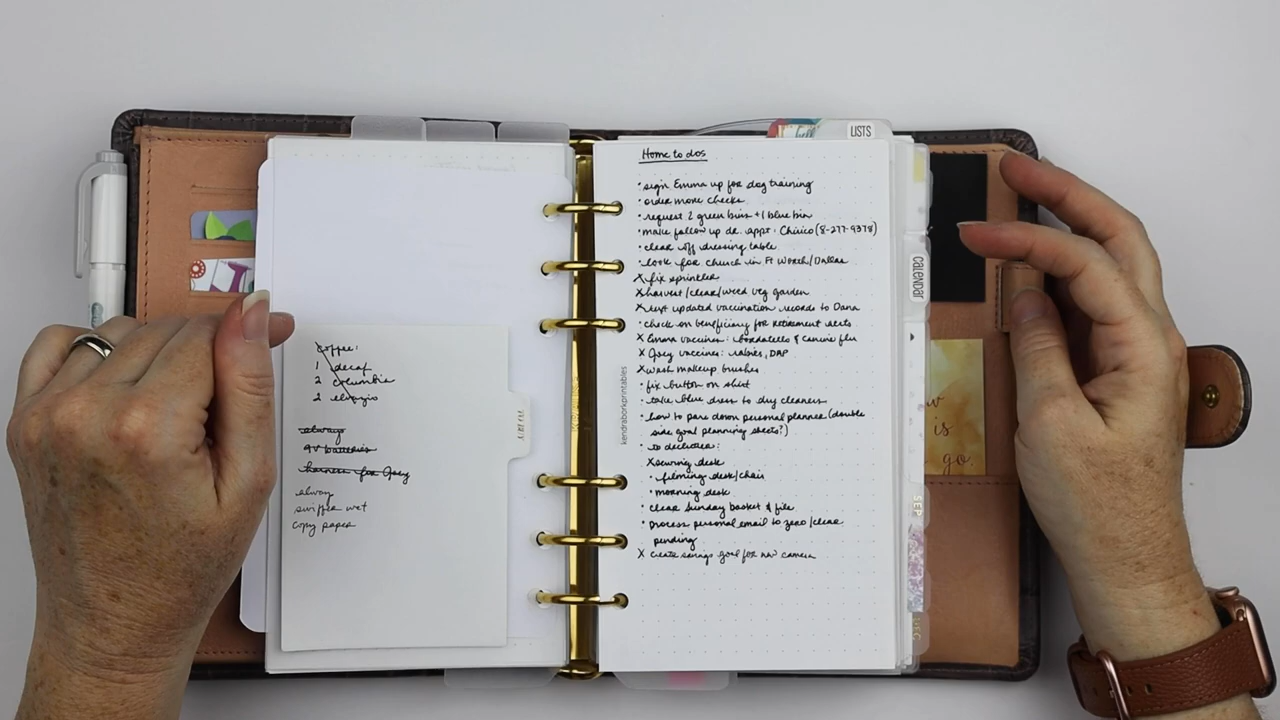 Coffee:
1 decaf
2 Columbia
2
always
9V batteries
harness for Joey
alway
swiffer wet
copy paper
kendraborkprintables
LISTS
Home to dos
• sign Emma up for dog training
• order more checks
• request 2 green bins + 1 blue bin
• make follow up dr. appt: Chirico (8-277-9378)
• clear off dressing table
• look for church in Ft Worth/Dallas
X fix sprinkler
X harvest/clear/weed veg garden
X text updated vaccination records to Dana
• check on beneficiary for retirement accts
X Emma vaccines: bordatella & canine flu
X Joey vaccines: rabies, DAP
X wash makeup brushes
• fix button on shirt
• take blue dress to dry cleaners
• how to pare down personal planner (double
side goal planning sheets?)
• to declutter:
X sewing desk
• filming desk/chair
• morning desk
• clear Sunday basket & file
• process personal email to zero/clear
pending
X create savings goal for new camera
calendar
is
go.
SEP
DEC